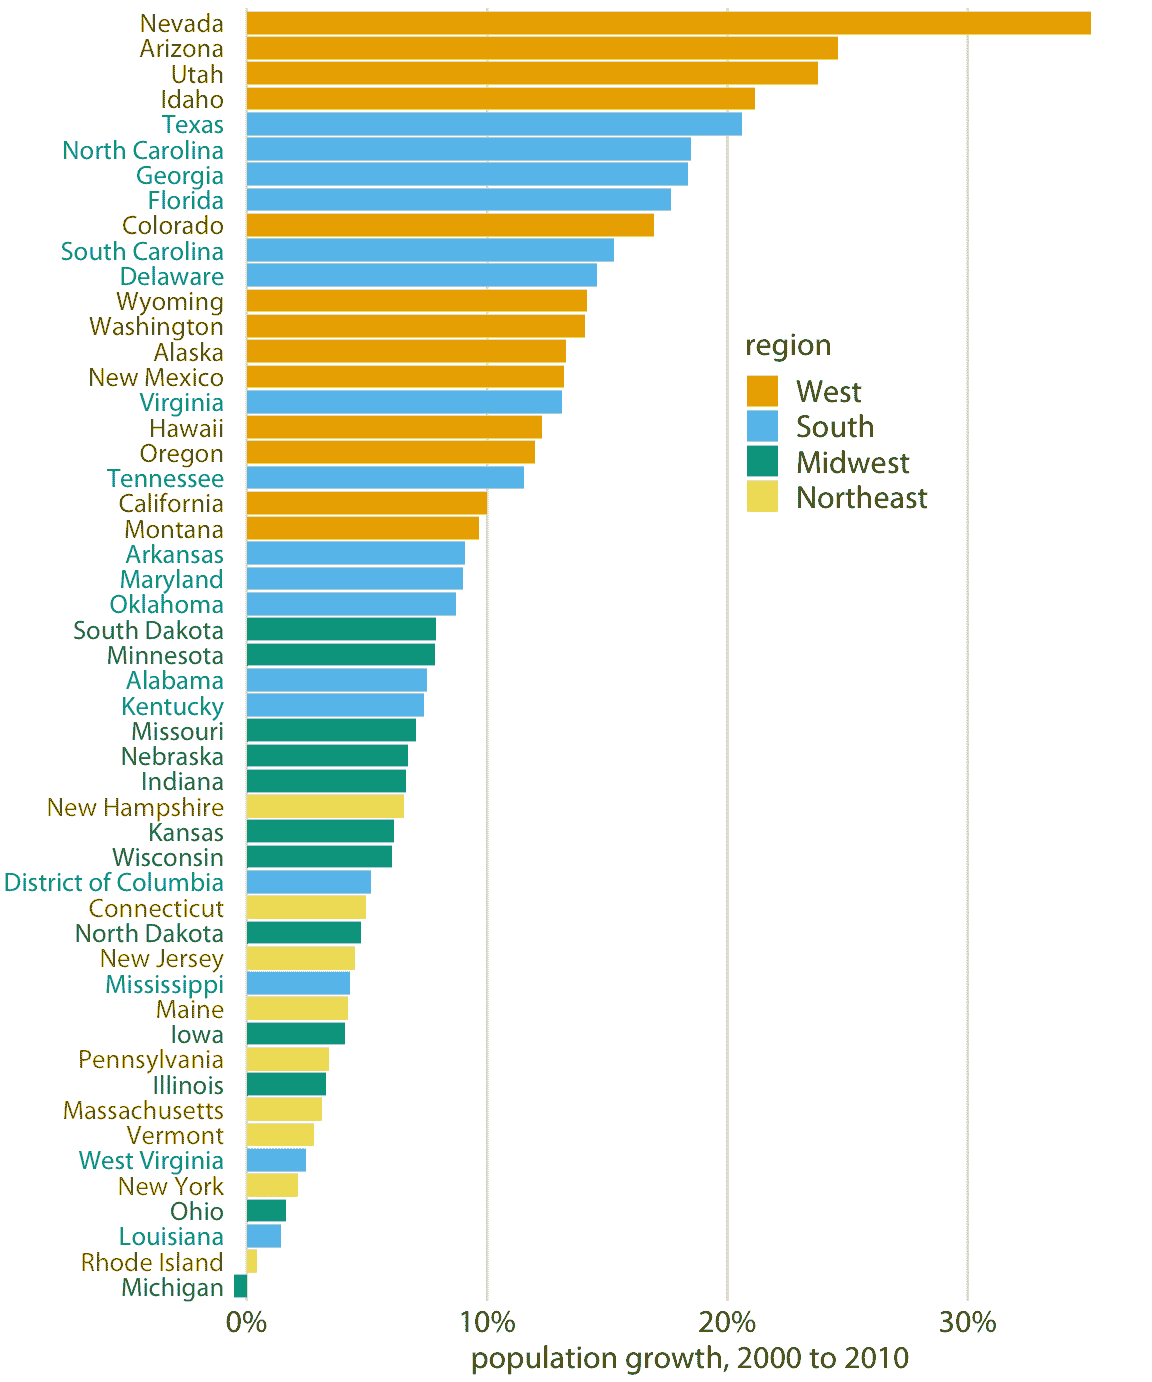 Nevada
Arizona
Utah
Idaho
Texas
North Carolina
Georgia
Florida
Colorado
South Carolina
Delaware
Wyoming
Washington
Alaska
New Mexico
Virginia
Hawaii
Oregon
Tennessee
California
Montana
Arkansas
Maryland
Oklahoma
South Dakota
Minnesota
Alabama
Kentucky
Missouri
Nebraska
Indiana
New Hampshire
Kansas
Wisconsin
District of Columbia
Connecticut
North Dakota
New Jersey
Mississippi
Maine
Iowa
Pennsylvania
Illinois
Massachusetts
Vermont
West Virginia
New York
Ohio
Louisiana
Rhode Island
Michigan
region
West
South
Midwest
Northeast
0% 10% 20% 30%
population growth, 2000 to 2010